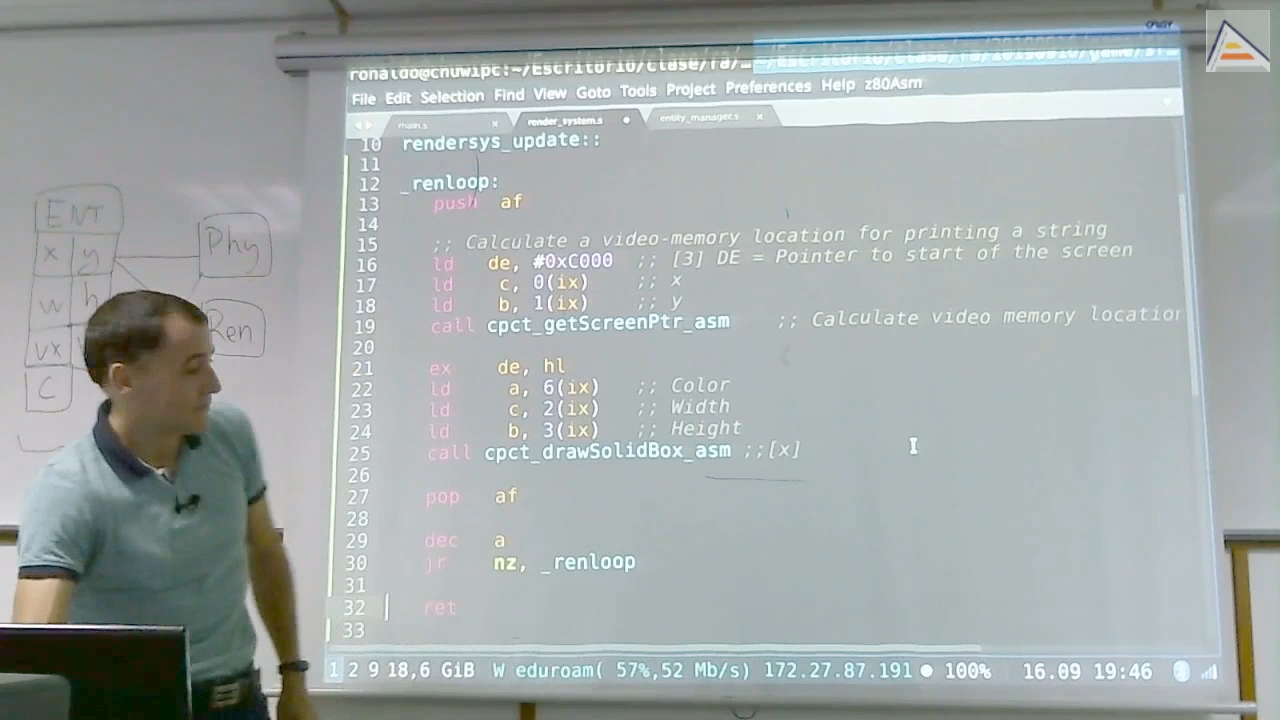 ronaldo@cnuwipc:~/Escritorio/Clase/ra/…
File Edit Selection Find View Goto Tools Project Preferences Help z80Asm
main.s × render_system.s entity_manager.s ×
10 rendersys_update::
11
12 _renloop:
13 push af
14
15 ;; Calculate a video-memory location for printing a string
16 ld de, #0xC000 ;; [3] DE = Pointer to start of the screen
17 ld c, 0(ix) ;; x
18 ld b, 1(ix) ;; y
19 call cpct_getScreenPtr_asm ;; Calculate video memory location
20
21 ex de, hl
22 ld a, 6(ix) ;; Color
23 ld c, 2(ix) ;; Width
24 ld b, 3(ix) ;; Height
25 call cpct_drawSolidBox_asm ;;[x]
26
27 pop af
28
29 dec a
30 jr nz, _renloop
31
32 ret
33
1 2 9 18,6 GiB W eduroam( 57%,52 Mb/s) 172.27.87.191 ● 100% 16.09 19:46
ENT
x y
w h
vx
C
Phy
Ren